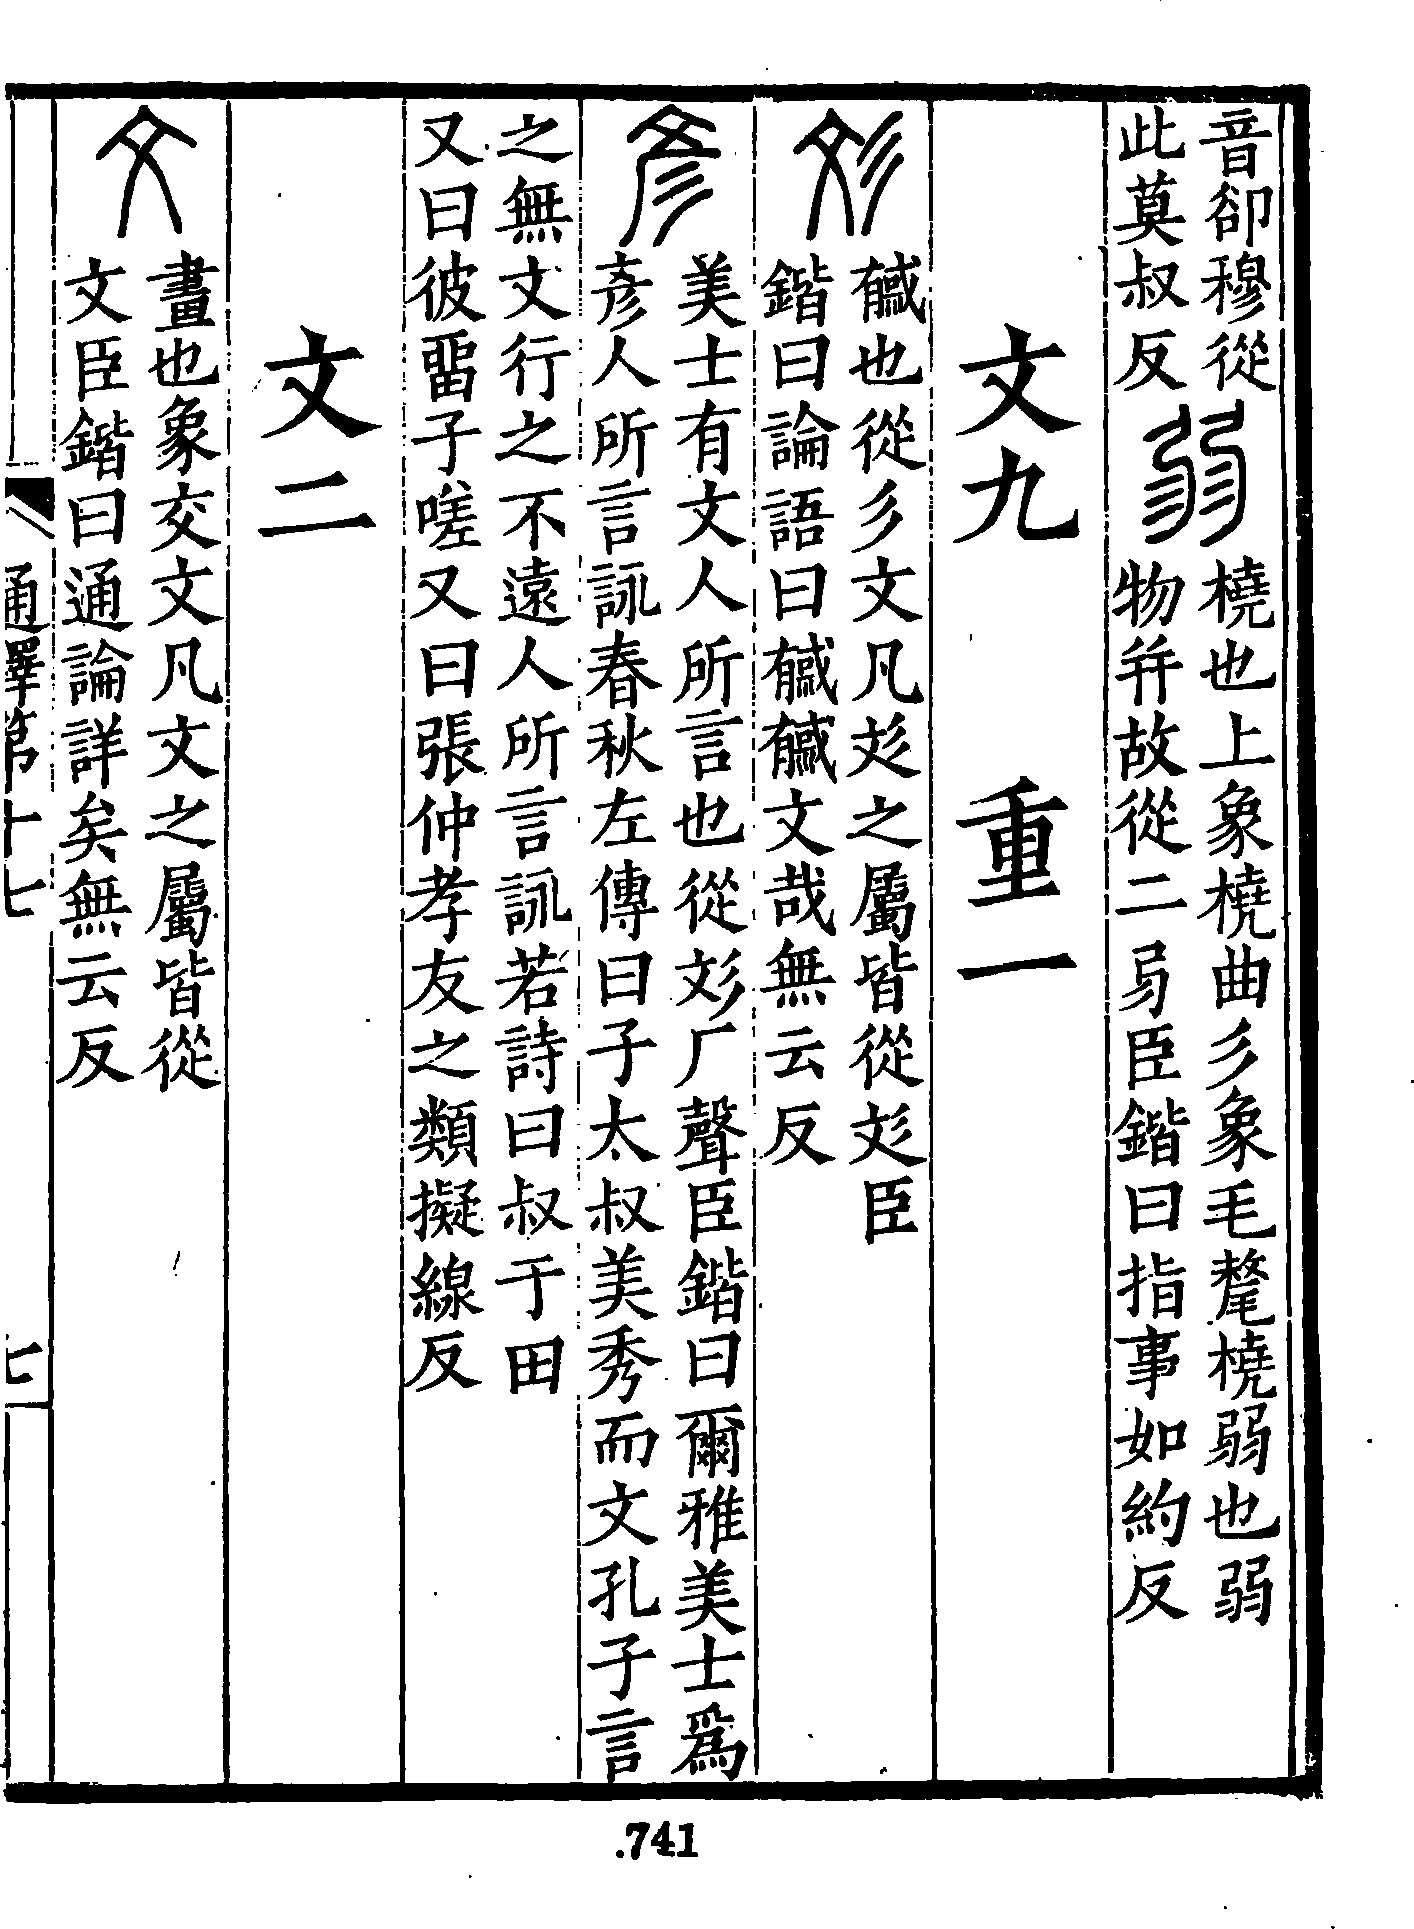 音卻穆從
此莫叔反
弱
橈也上象橈曲彡象毛氂橈弱也弱
物幷故從二𢎨臣鍇曰指事如約反
文九　重一
彣
㦽也從彡文凡彣之屬皆從彣臣
鍇曰論語曰㦽㦽文哉無云反
彥
美士有文人所言也從彣厂聲臣鍇曰爾雅美士爲
彥人所言詠春秋左傳曰子太叔美秀而文孔子言
之無文行之不遠人所言詠若詩曰叔于田
又曰彼畱子嗟又曰張仲孝友之類擬線反
文二
文
畫也象交文凡文之屬皆從
文臣鍇曰通論詳矣無云反
通釋第十七
七
.741